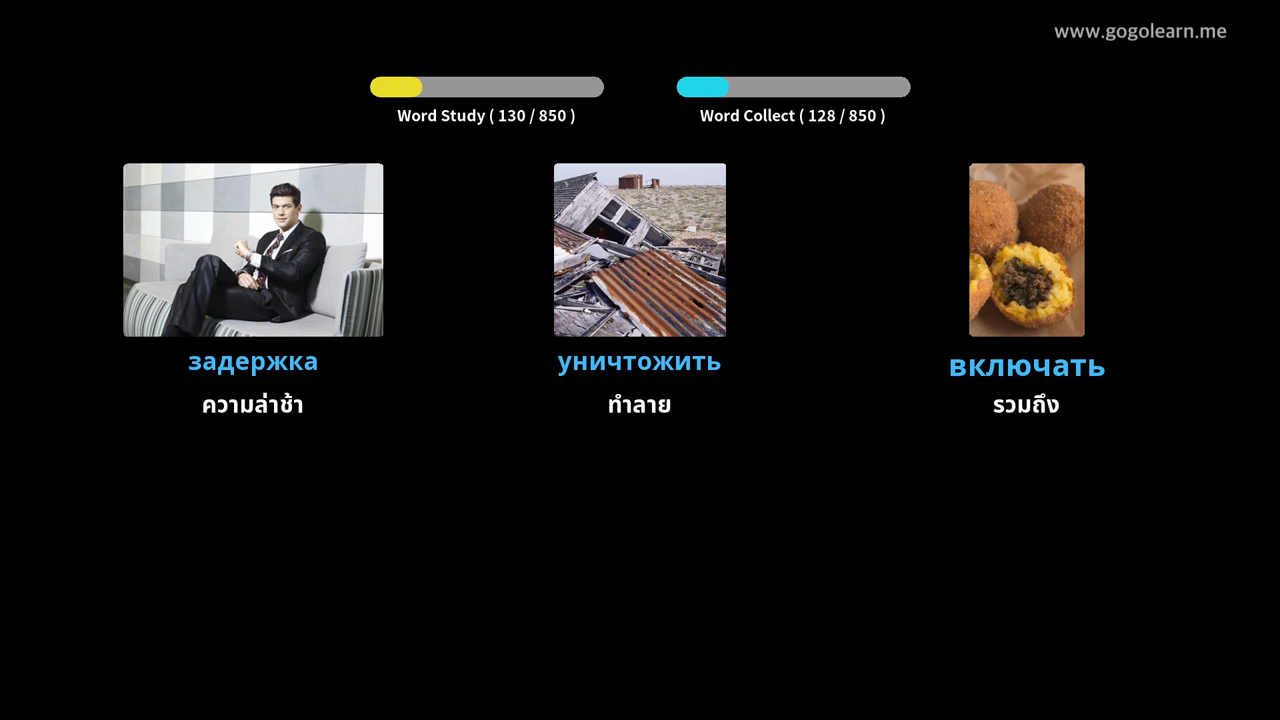 www.gogolearn.me
Word Study ( 130 / 850 )
Word Collect ( 128 / 850 )
задержка
уничтожить
включать
ความล่าช้า
ทำลาย
รวมถึง